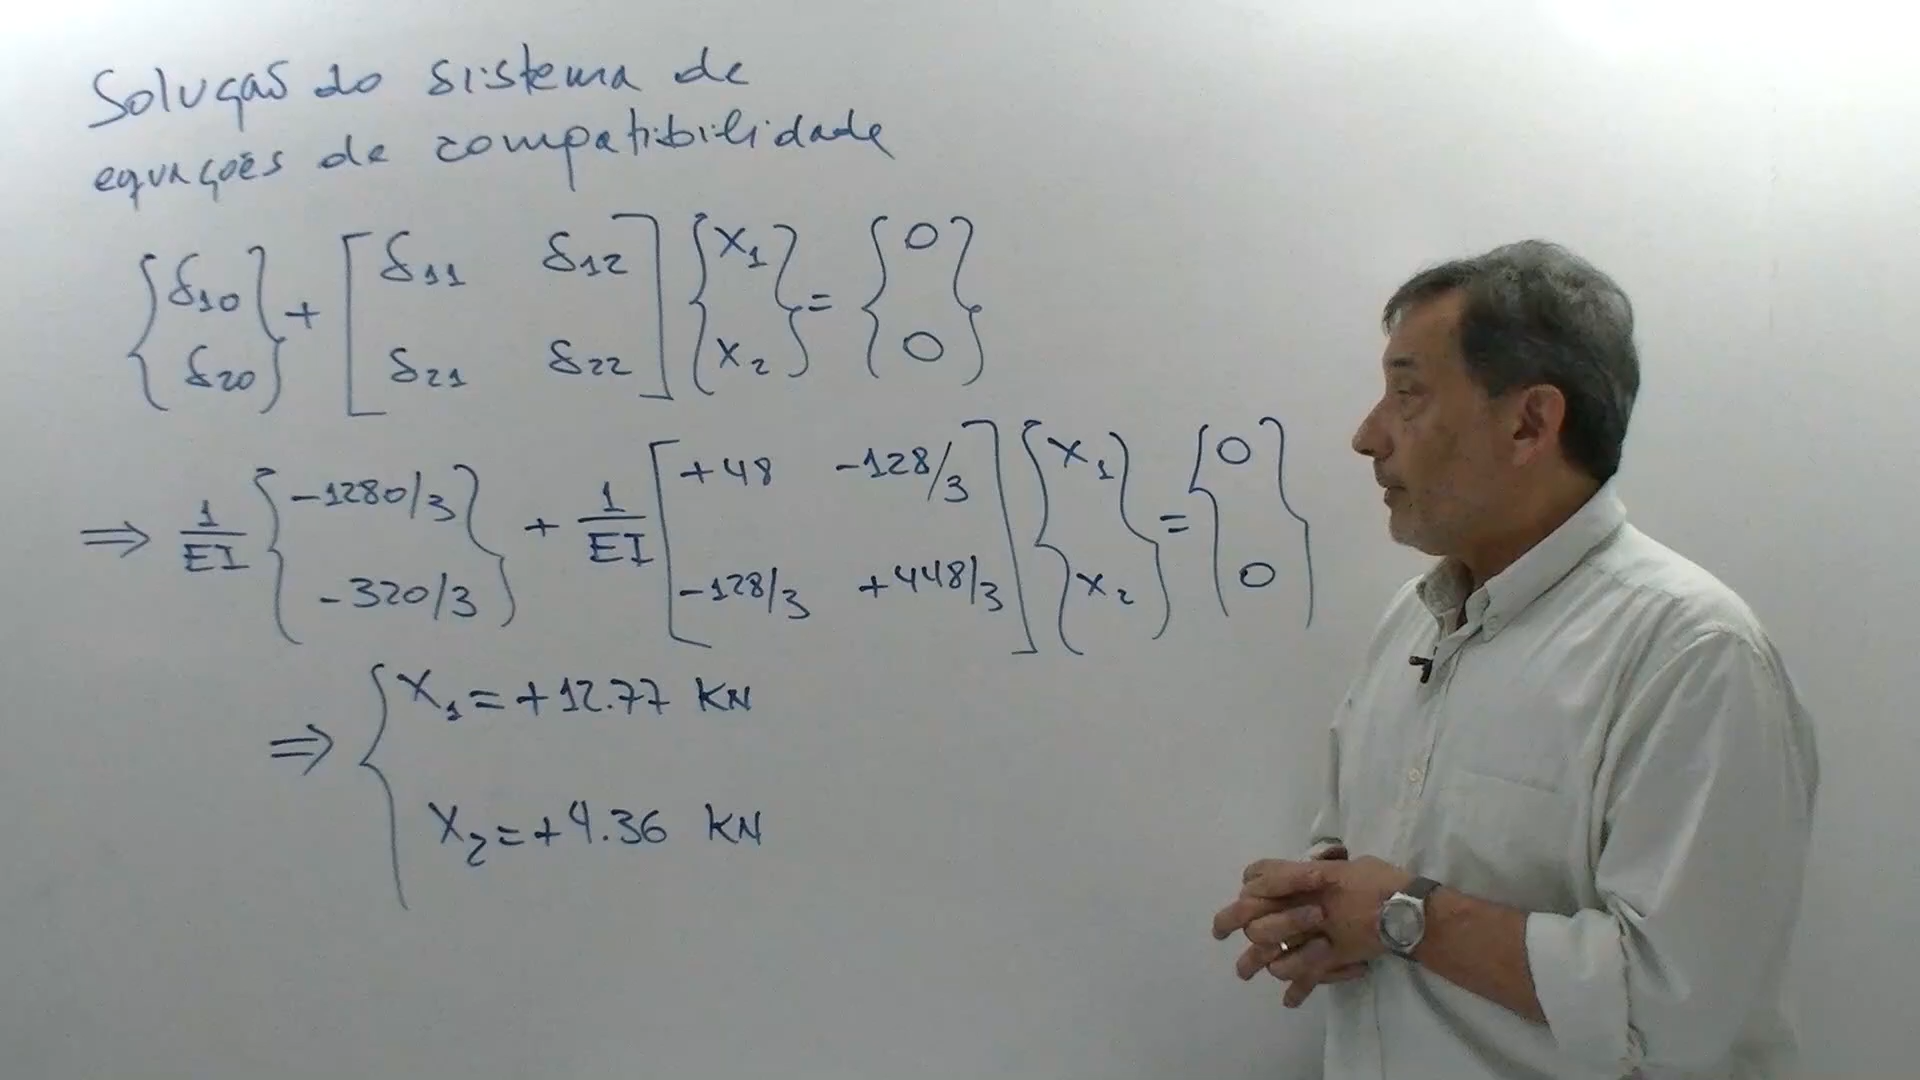 Solução do sistema de
equações de compatibilidade
{δ10 δ20} + [δ11 δ12 δ21 δ22] {X1 X2} = {0 0}
⇒ 1/EI {-1280/3 -320/3} + 1/EI [+48 -128/3 -128/3 +448/3] {X1 X2} = {0 0}
⇒ { X1 = +12.77 KN
X2 = +4.36 KN